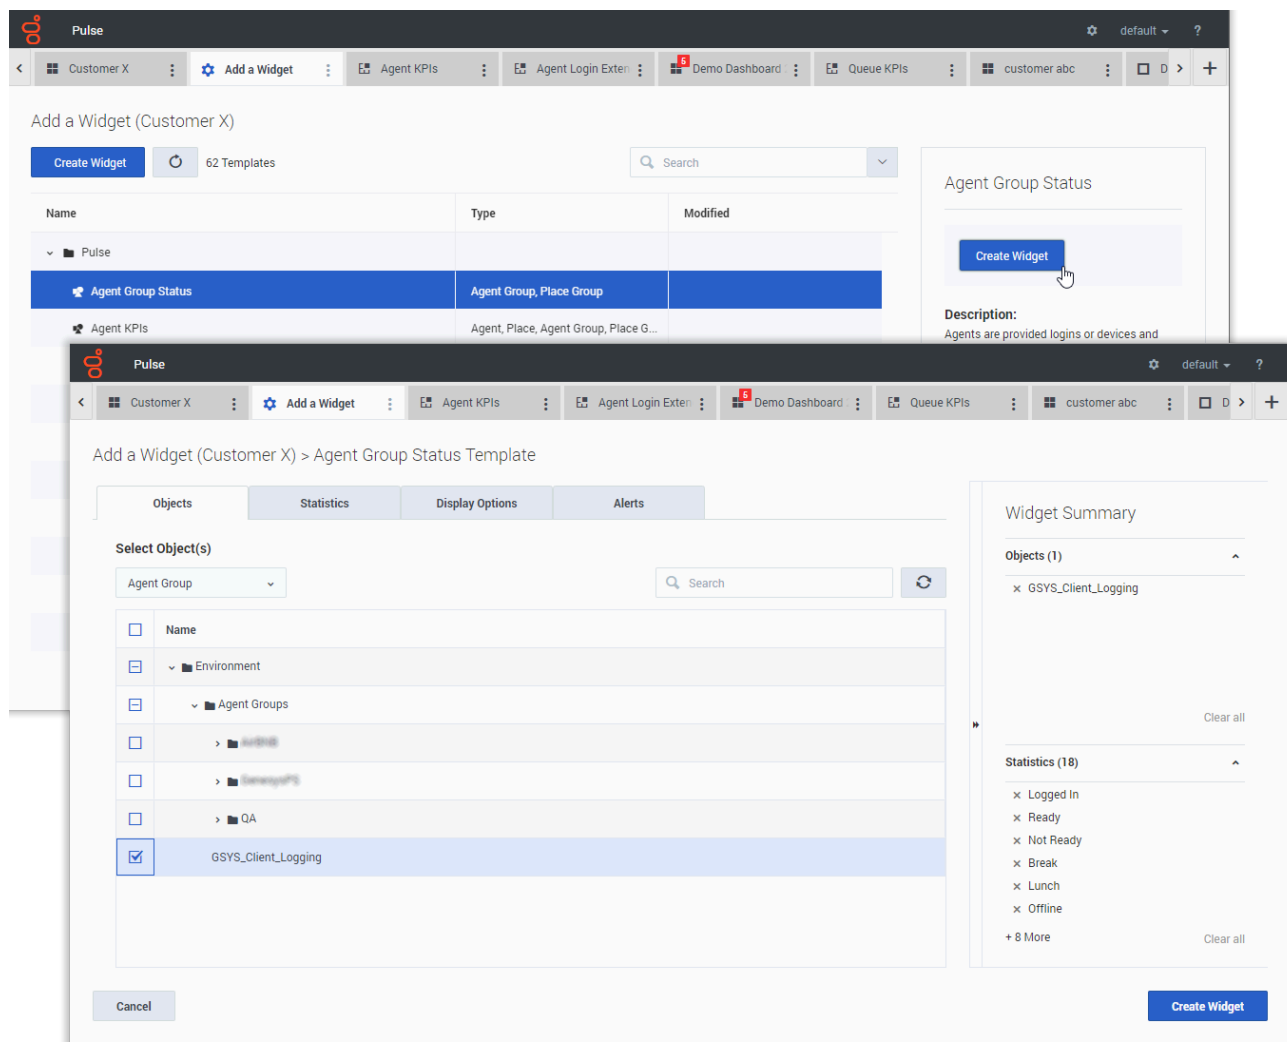 Pulse
default
?
Customer X
Add a Widget
Agent KPIs
Agent Login Exten
6
Demo Dashboard
Queue KPIs
customer abc
D
Add a Widget (Customer X)
Create Widget
62 Templates
Search
Name
Type
Modified
Pulse
Agent Group Status
Agent Group, Place Group
Agent KPIs
Agent, Place, Agent Group, Place G...
Agent Group Status
Create Widget
Description:
Agents are provided logins or devices and
Pulse
default
?
Customer X
Add a Widget
Agent KPIs
Agent Login Exten
6
Demo Dashboard
Queue KPIs
customer abc
D
Add a Widget (Customer X) > Agent Group Status Template
Objects
Statistics
Display Options
Alerts
Select Object(s)
Agent Group
Search
Name
Environment
Agent Groups
QA
GSYS_Client_Logging
Widget Summary
Objects (1)
GSYS_Client_Logging
Clear all
Statistics (18)
Logged In
Ready
Not Ready
Break
Lunch
Offline
+ 8 More
Clear all
Cancel
Create Widget